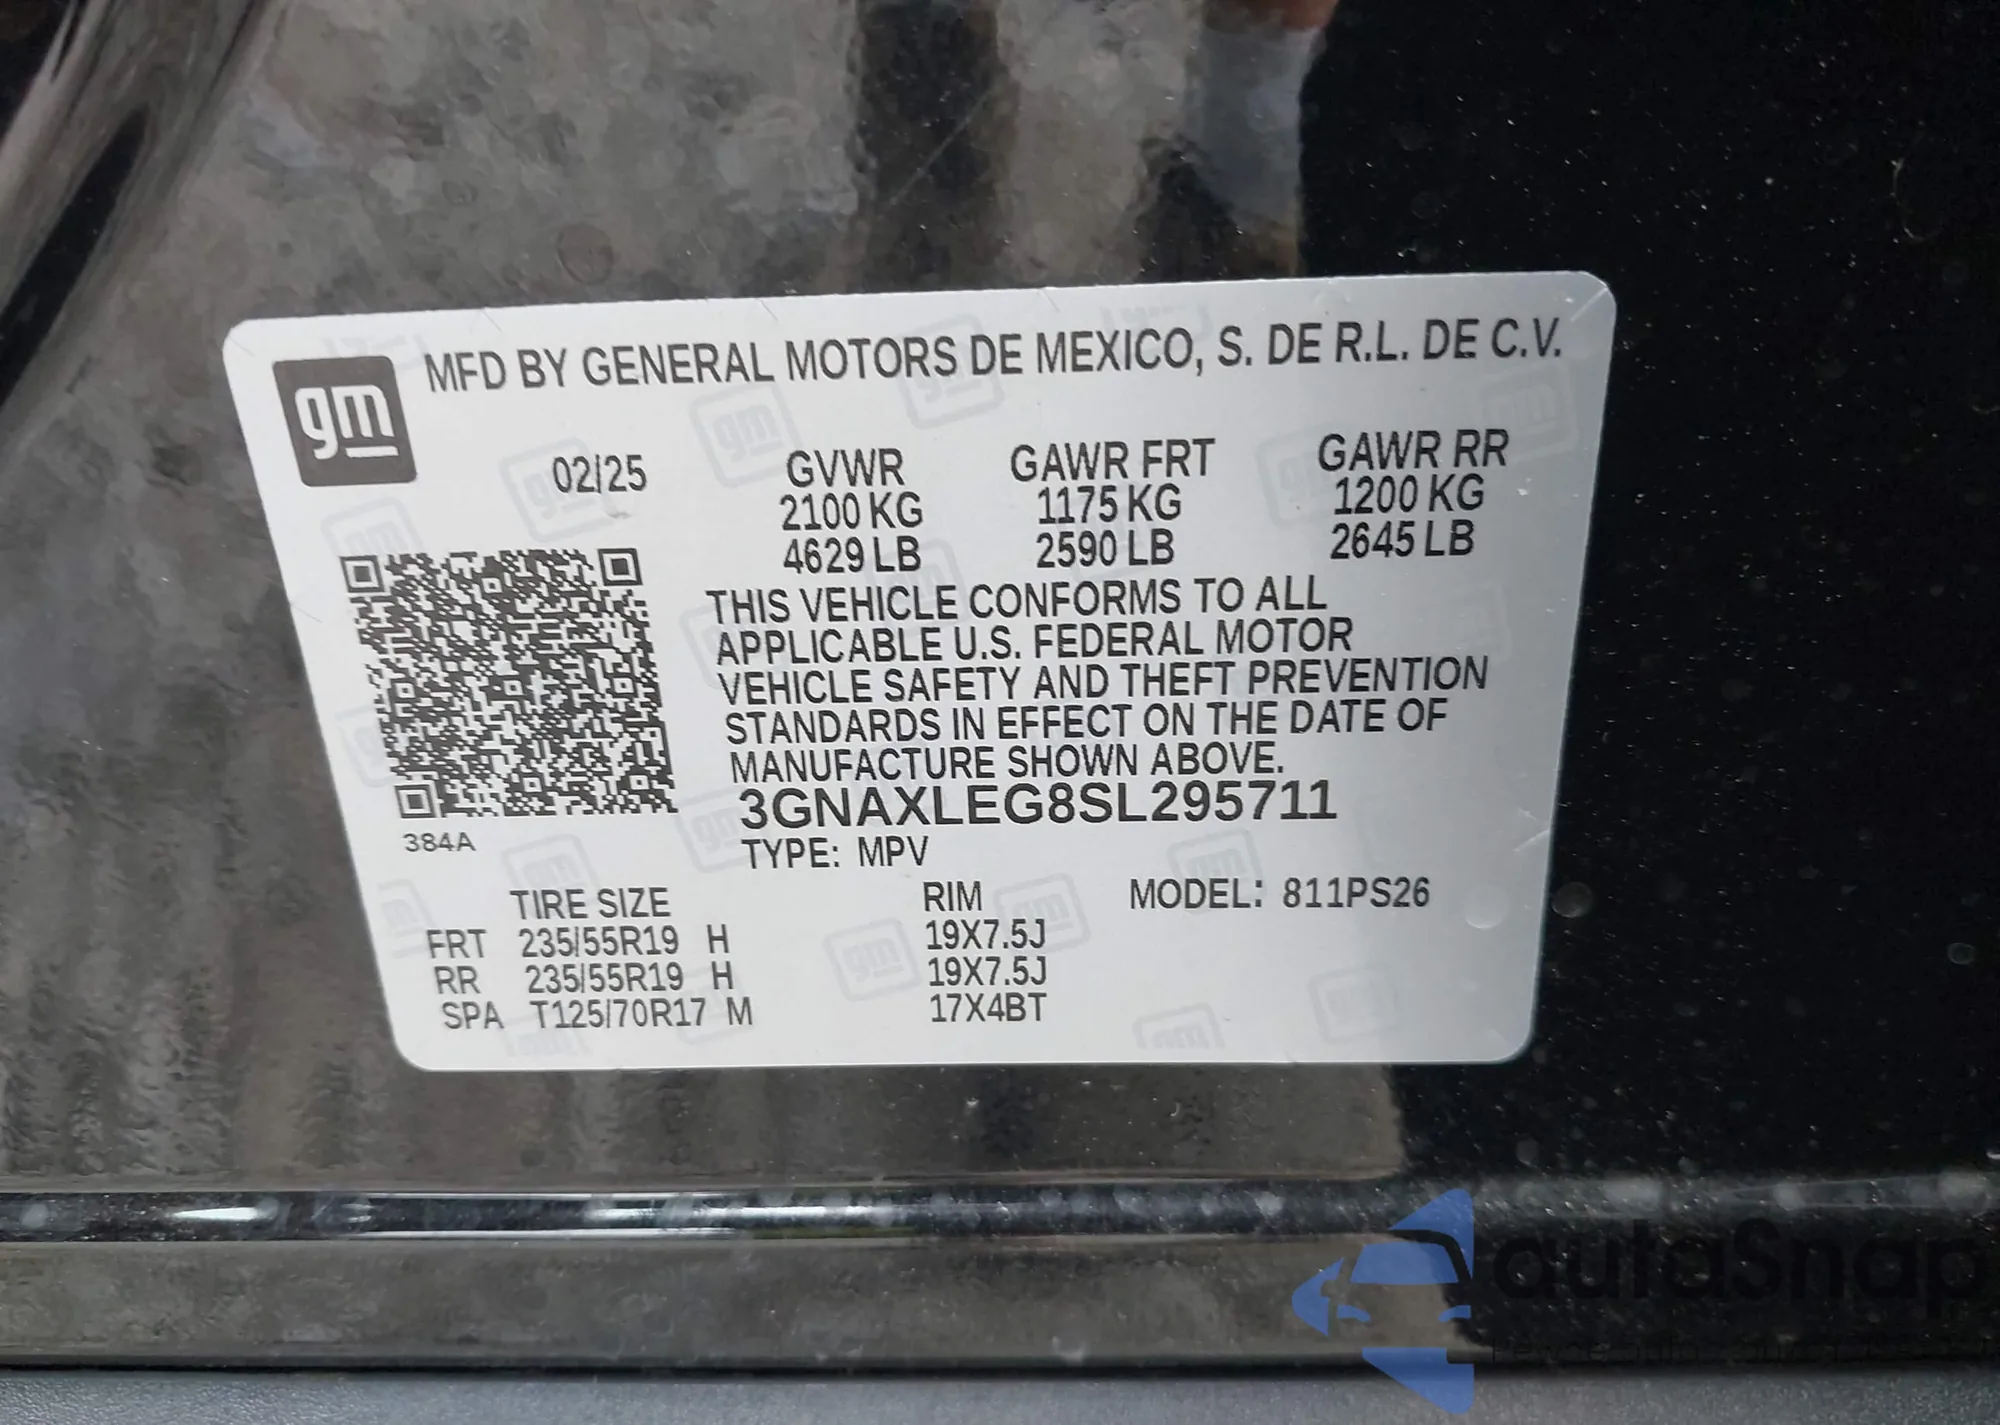 gm MFD BY GENERAL MOTORS DE MEXICO, S. DE R.L. DE C.V.
02/25 GVWR GAWR FRT GAWR RR
2100 KG 1175 KG 1200 KG
4629 LB 2590 LB 2645 LB
THIS VEHICLE CONFORMS TO ALL
APPLICABLE U.S. FEDERAL MOTOR
VEHICLE SAFETY AND THEFT PREVENTION
STANDARDS IN EFFECT ON THE DATE OF
MANUFACTURE SHOWN ABOVE.
3GNAXLEG8SL295711
384A
TYPE: MPV
TIRE SIZE RIM MODEL: 811PS26
FRT 235/55R19 H 19X7.5J
RR 235/55R19 H 19X7.5J
SPA T125/70R17 M 17X4BT
autaSnap